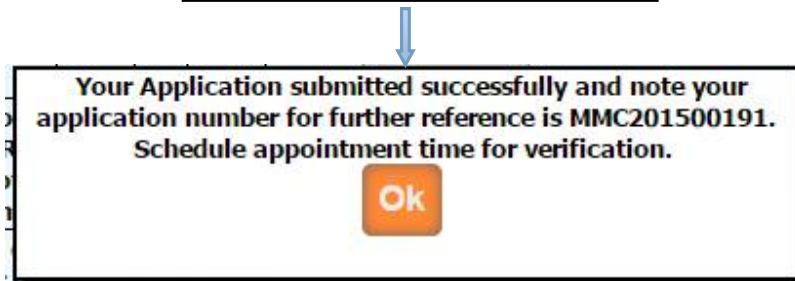 Your Application submitted successfully and note your
application number for further reference is MMC201500191.
Schedule appointment time for verification.
Ok